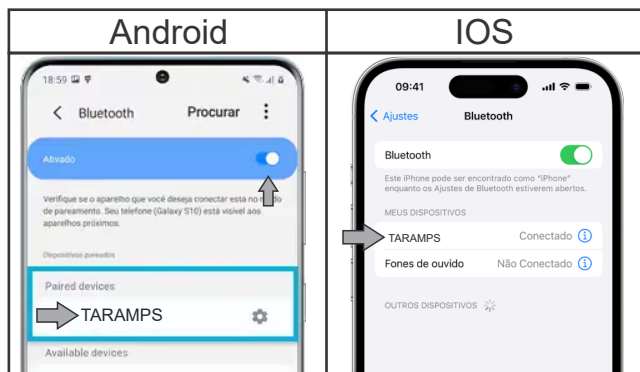 Android
IOS
18:59
Bluetooth
Procurar
Ativado
Verifique se o aparelho que você deseja conectar está no modo
de pareamento. Seu telefone (Galaxy S10) está visível aos
aparelhos próximos.
Dispositivos pareados
Paired devices
TARAMPS
Available devices
09:41
Ajustes
Bluetooth
Bluetooth
Este iPhone pode ser encontrado como "iPhone"
enquanto os Ajustes de Bluetooth estiverem abertos.
MEUS DISPOSITIVOS
TARAMPS Conectado
Fones de ouvido Não Conectado
OUTROS DISPOSITIVOS